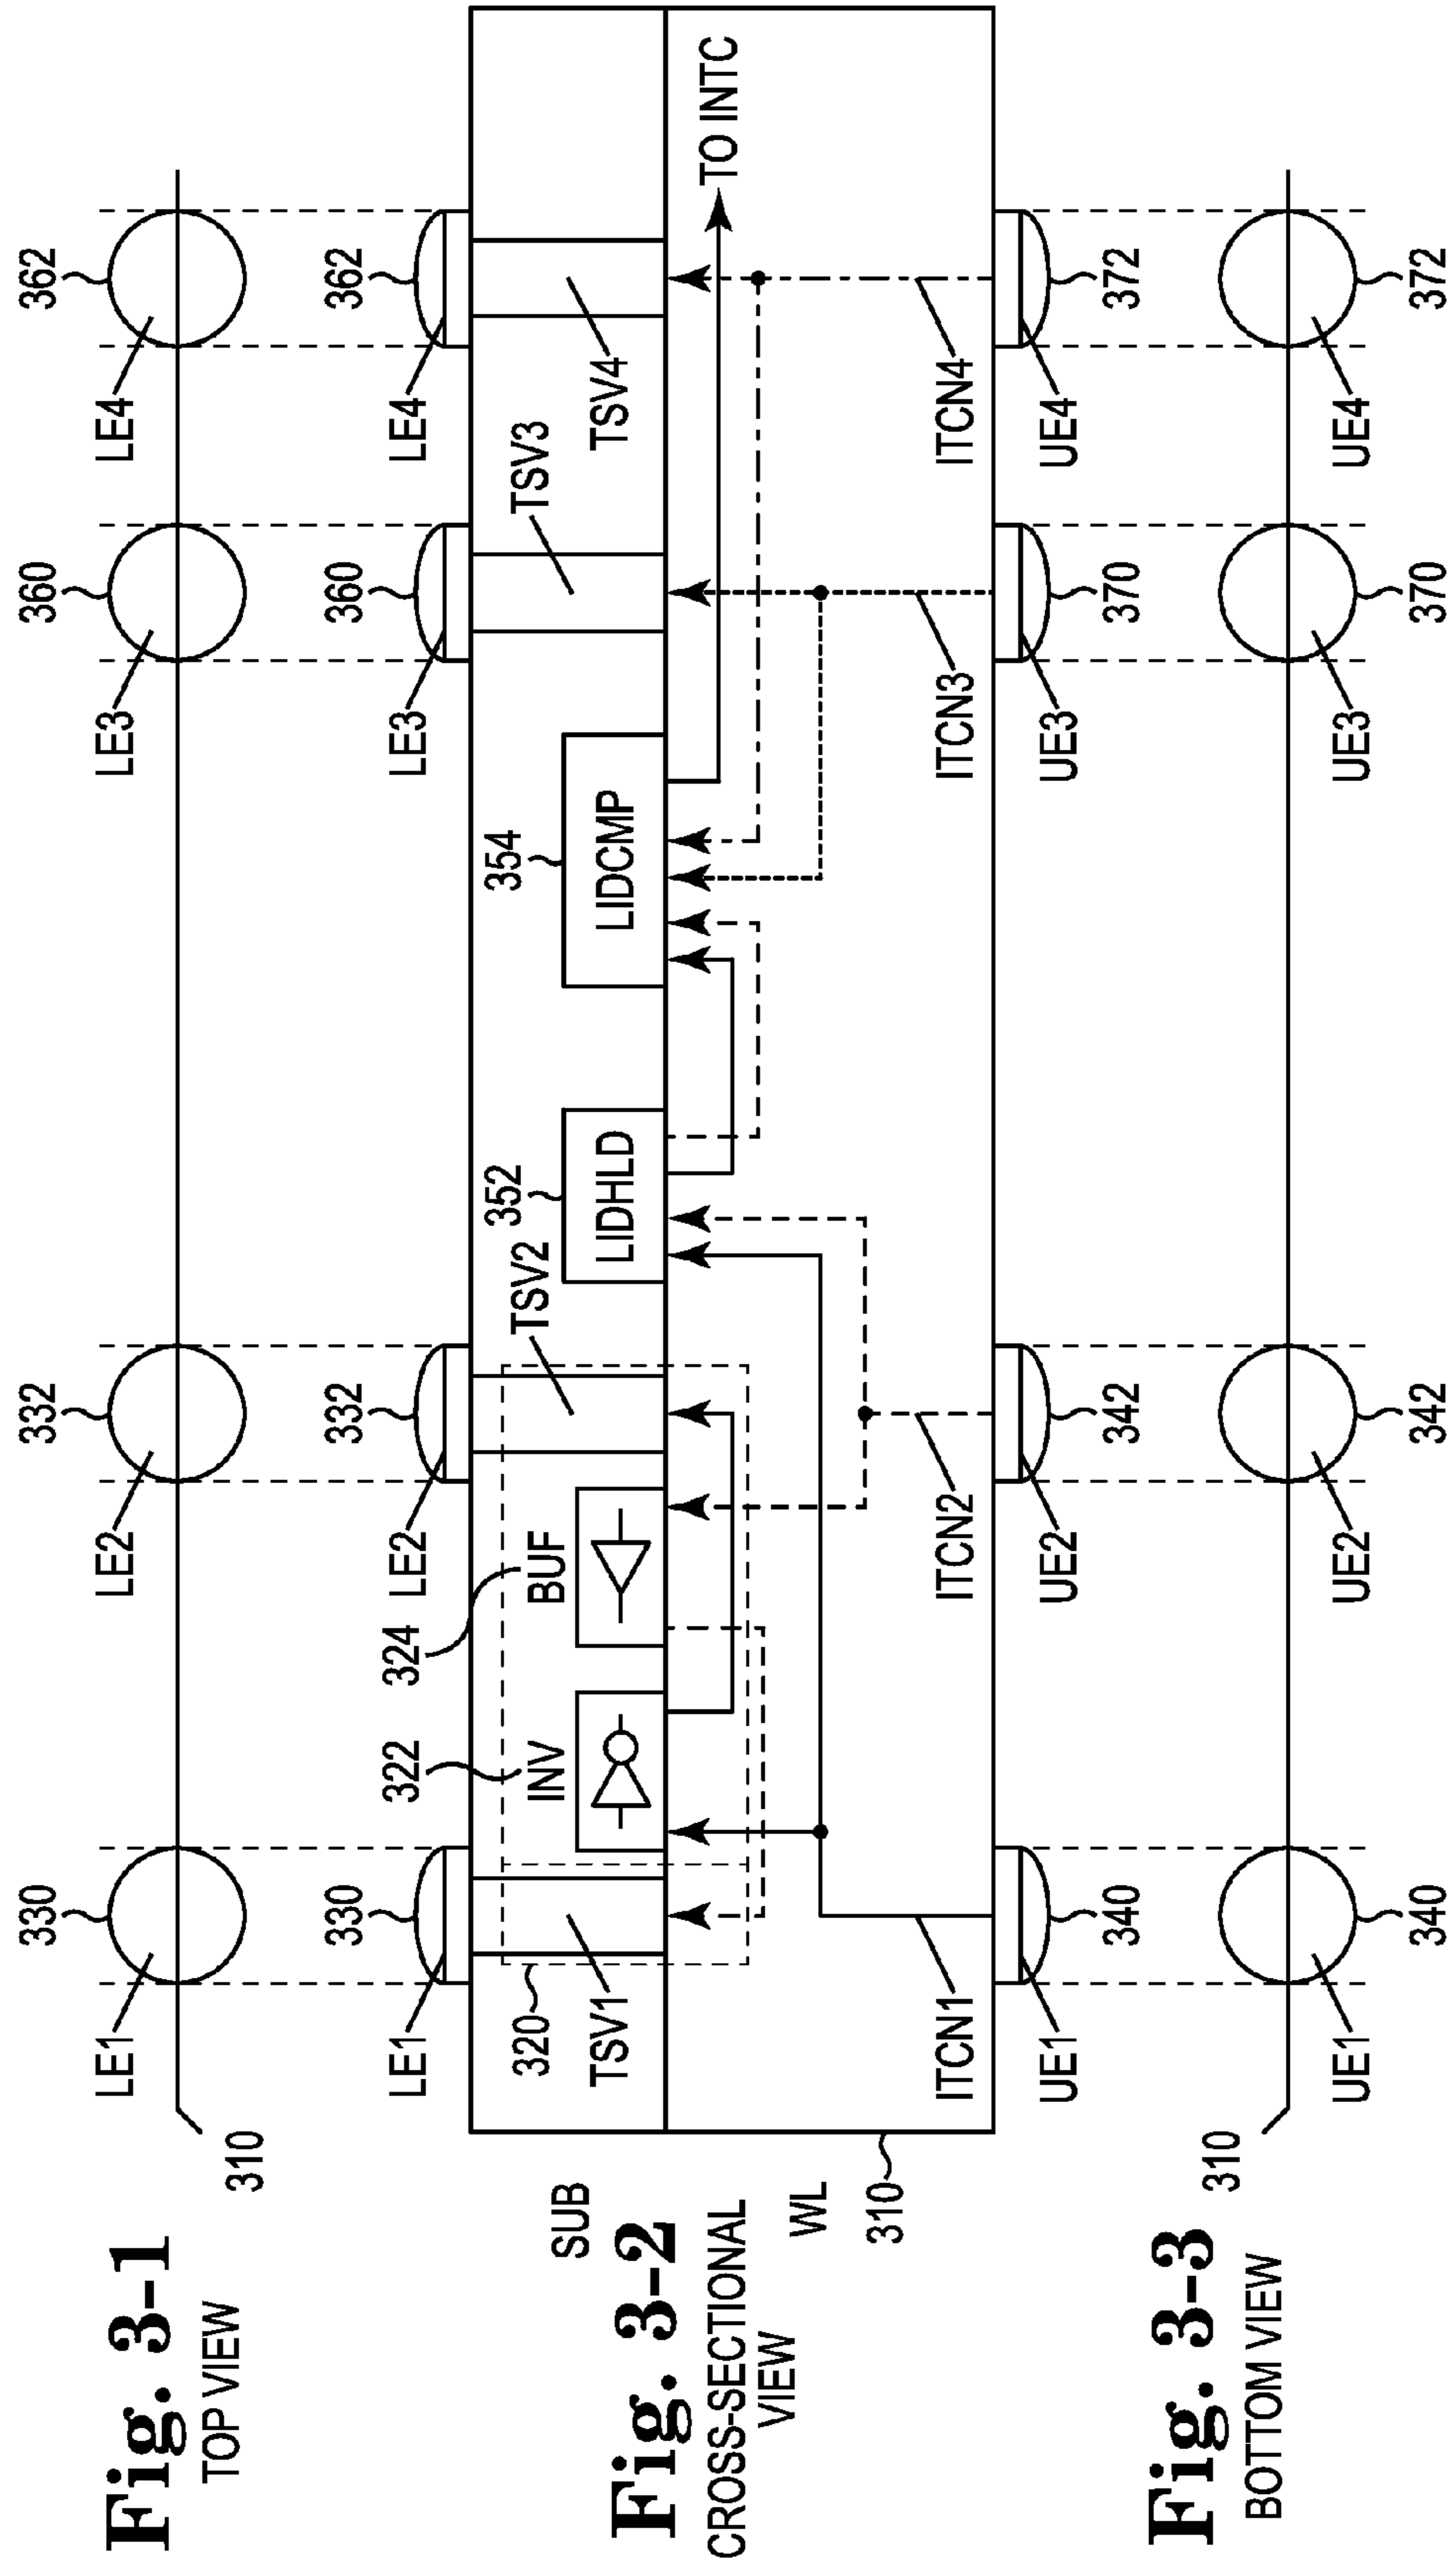 Fig. 3-1
TOP VIEW
310
330
332
360
362
LE1
LE2
LE3
LE4
Fig. 3-2
CROSS-SECTIONAL
VIEW
SUB
WL
310
330
332
360
362
LE1
LE2
LE3
LE4
322
324
352
354
320
INV
BUF
TSV2
LIDHLD
LIDCMP
TSV3
TSV1
TSV4
TO INTC
ITCN1
ITCN2
ITCN3
ITCN4
UE1
UE2
UE3
UE4
340
342
370
372
Fig. 3-3
BOTTOM VIEW
310
UE1
UE2
UE3
UE4
340
342
370
372